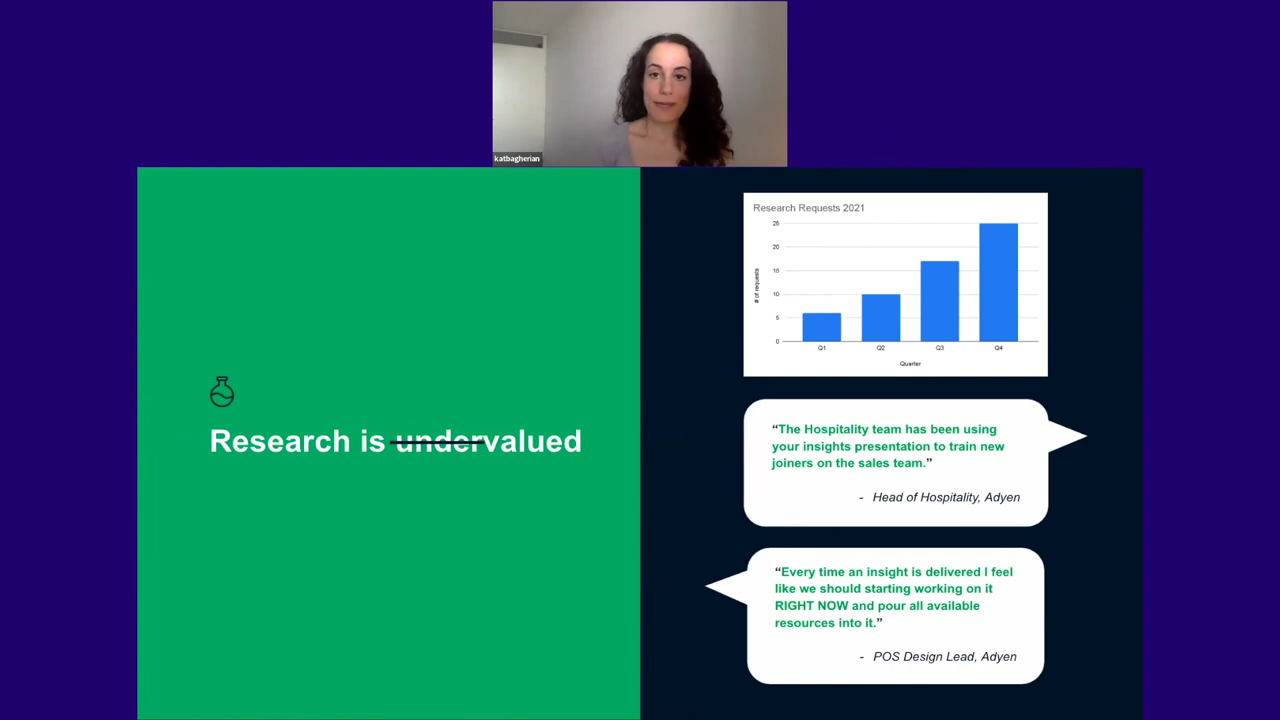 katbagherian
Research is undervalued
Research Requests 2021
# of requests
25
20
15
10
5
0
Q1 Q2 Q3 Q4
Quarter
“The Hospitality team has been using
your insights presentation to train new
joiners on the sales team.”
- Head of Hospitality, Adyen
“Every time an insight is delivered I feel
like we should starting working on it
RIGHT NOW and pour all available
resources into it.”
- POS Design Lead, Adyen